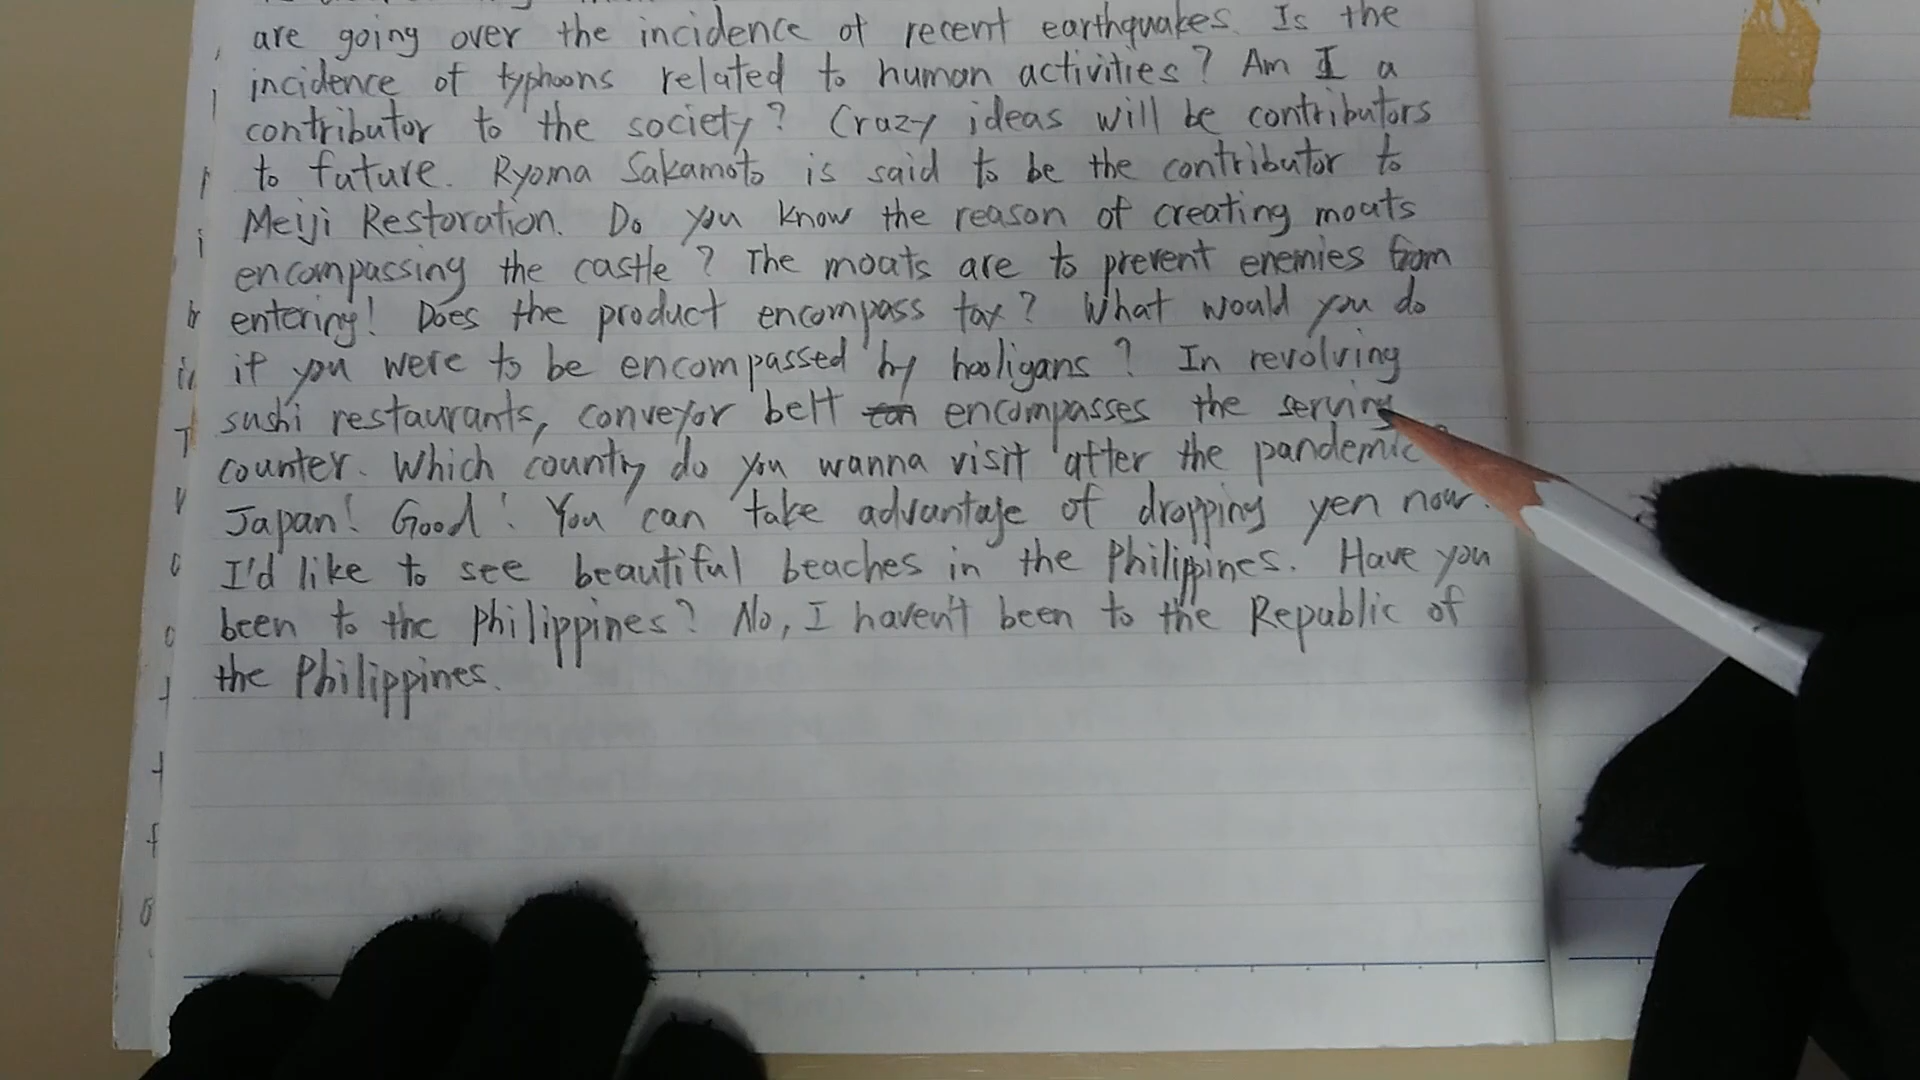 are going over the incidence of recent earthquakes. Is the
incidence of typhoons related to human activities? Am I a
contributor to the society? Crazy ideas will be contributors
to future. Ryoma Sakamoto is said to be the contributor to
Meiji Restoration. Do you know the reason of creating moats
encompassing the castle? The moats are to prevent enemies from
entering! Does the product encompass tax? What would you do
if you were to be encompassed by hooligans? In revolving
sushi restaurants, conveyor belt encompasses the serving
counter. Which country do you wanna visit after the pandemic
Japan! Good! You can take advantage of dropping yen now.
I'd like to see beautiful beaches in the Philippines. Have you
been to the Philippines? No, I haven't been to the Republic of
the Philippines.